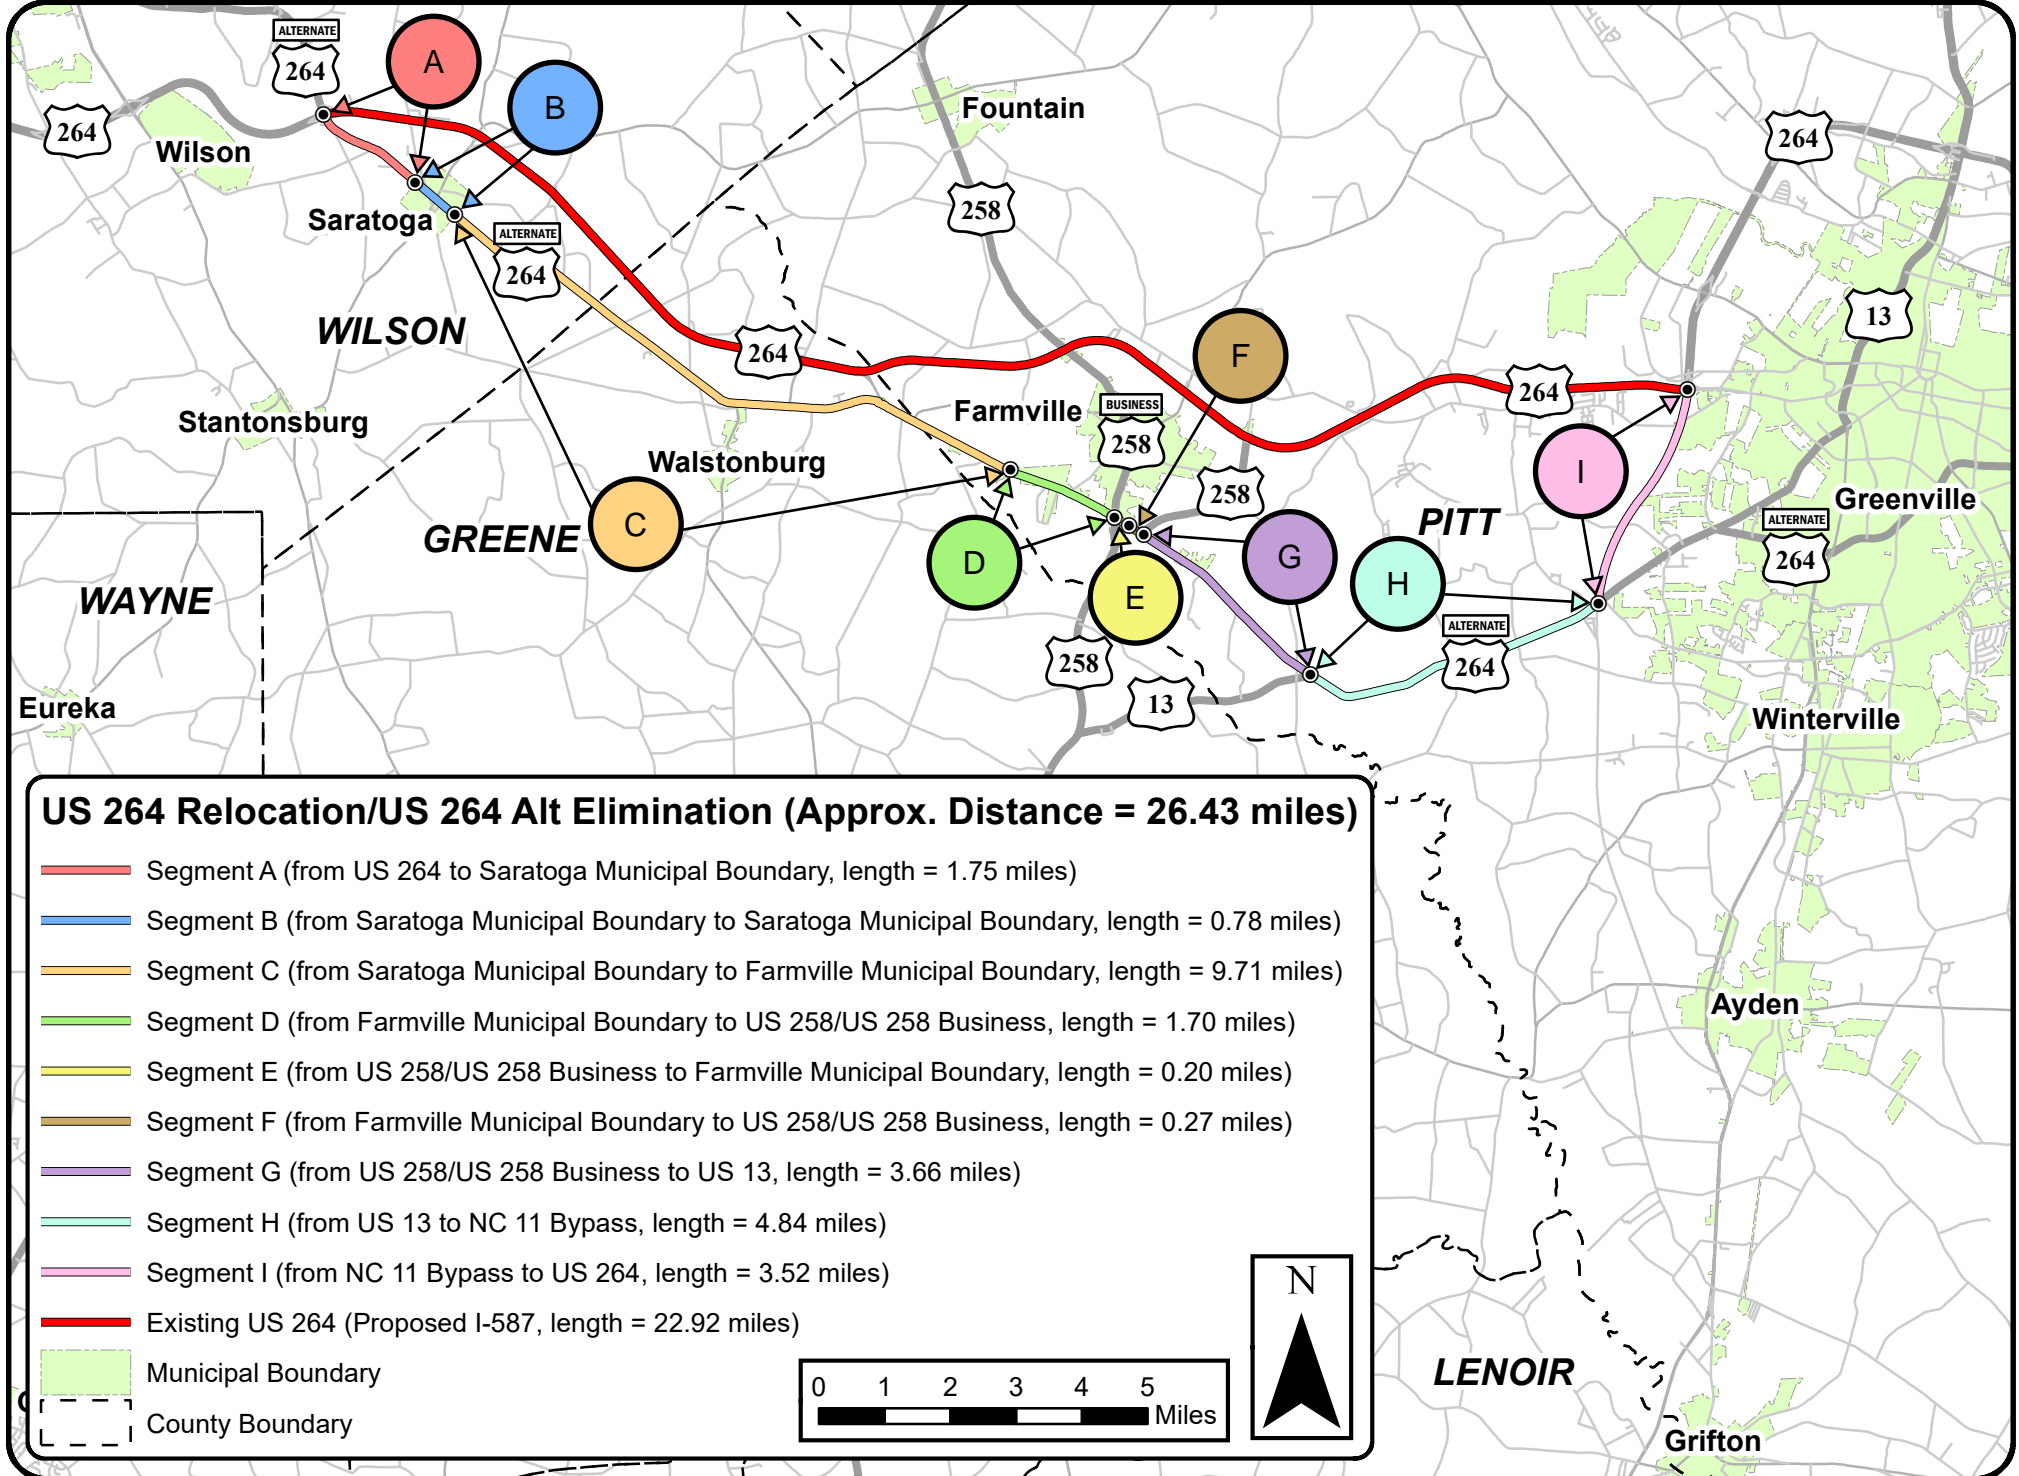 ALTERNATE
264
A
B
264
Wilson
Fountain
264
258
Saratoga
ALTERNATE
264
13
WILSON
264
F
264
Farmville
BUSINESS
258
Stantonsburg
Walstonburg
I
258
Greenville
C
GREENE
PITT
ALTERNATE
264
D
G
H
E
WAYNE
ALTERNATE
264
258
13
Eureka
Winterville
US 264 Relocation/US 264 Alt Elimination (Approx. Distance = 26.43 miles)
Segment A (from US 264 to Saratoga Municipal Boundary, length = 1.75 miles)
Segment B (from Saratoga Municipal Boundary to Saratoga Municipal Boundary, length = 0.78 miles)
Segment C (from Saratoga Municipal Boundary to Farmville Municipal Boundary, length = 9.71 miles)
Segment D (from Farmville Municipal Boundary to US 258/US 258 Business, length = 1.70 miles)
Segment E (from US 258/US 258 Business to Farmville Municipal Boundary, length = 0.20 miles)
Segment F (from Farmville Municipal Boundary to US 258/US 258 Business, length = 0.27 miles)
Segment G (from US 258/US 258 Business to US 13, length = 3.66 miles)
Segment H (from US 13 to NC 11 Bypass, length = 4.84 miles)
Segment I (from NC 11 Bypass to US 264, length = 3.52 miles)
Existing US 264 (Proposed I-587, length = 22.92 miles)
Municipal Boundary
County Boundary
0 1 2 3 4 5
Miles
N
Ayden
LENOIR
Grifton